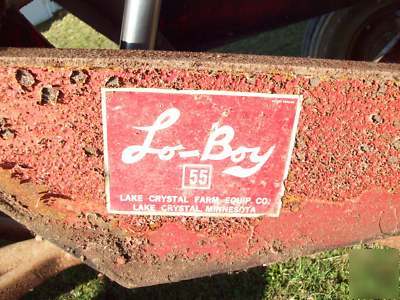 Lo-Boy
55
LAKE CRYSTAL FARM EQUIP. CO.
LAKE CRYSTAL MINNESOTA